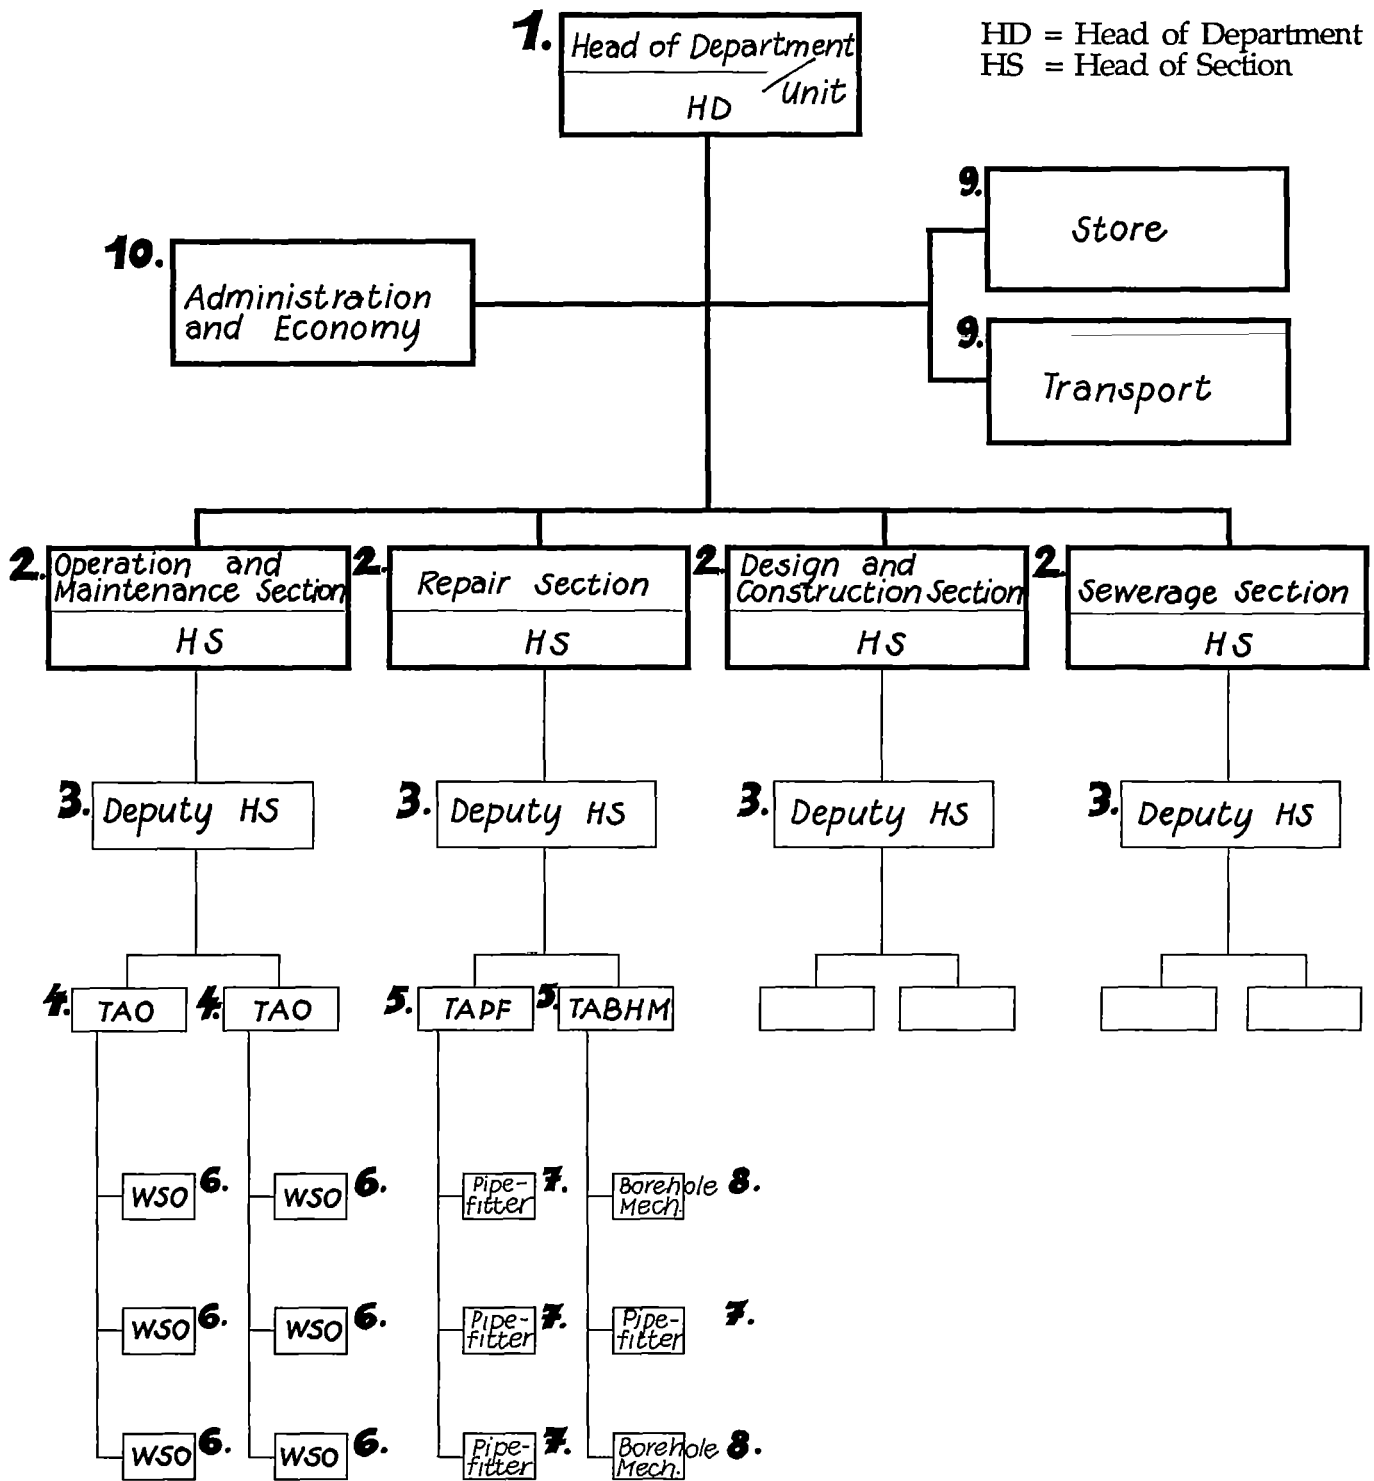 1.
Head of Department
/Unit
HD
HD = Head of Department
HS = Head of Section
9.
Store
10.
Administration
and Economy
9.
Transport
2.
Operation and
Maintenance Section
HS
2.
Repair Section
HS
2.
Design and
Construction Section
HS
2.
Sewerage Section
HS
3.
Deputy HS
3.
Deputy HS
3.
Deputy HS
3.
Deputy HS
4.
TAO
4.
TAO
5.
TAPF
5.
TABHM
WSO
6.
WSO
6.
Pipe-
fitter
7.
Borehole
Mech.
8.
WSO
6.
WSO
6.
Pipe-
fitter
7.
Pipe-
fitter
7.
WSO
6.
WSO
6.
Pipe-
fitter
7.
Borehole
Mech.
8.